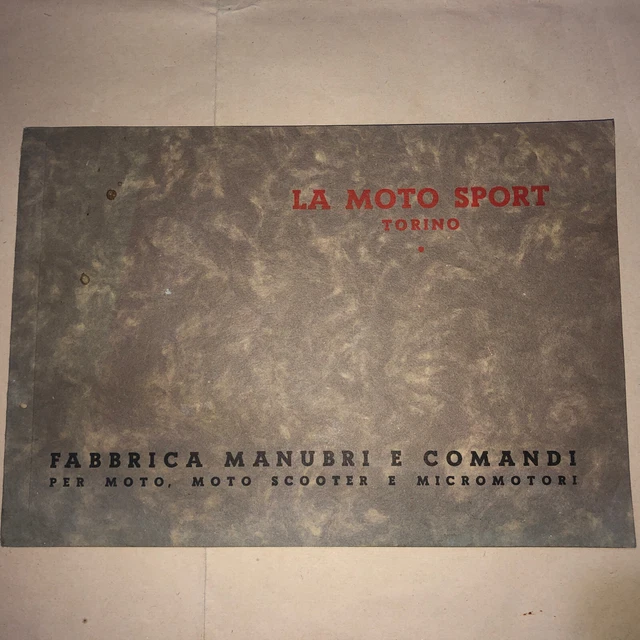 LA MOTO SPORT
TORINO
FABBRICA MANUBRI E COMANDI
PER MOTO, MOTO SCOOTER E MICROMOTORI